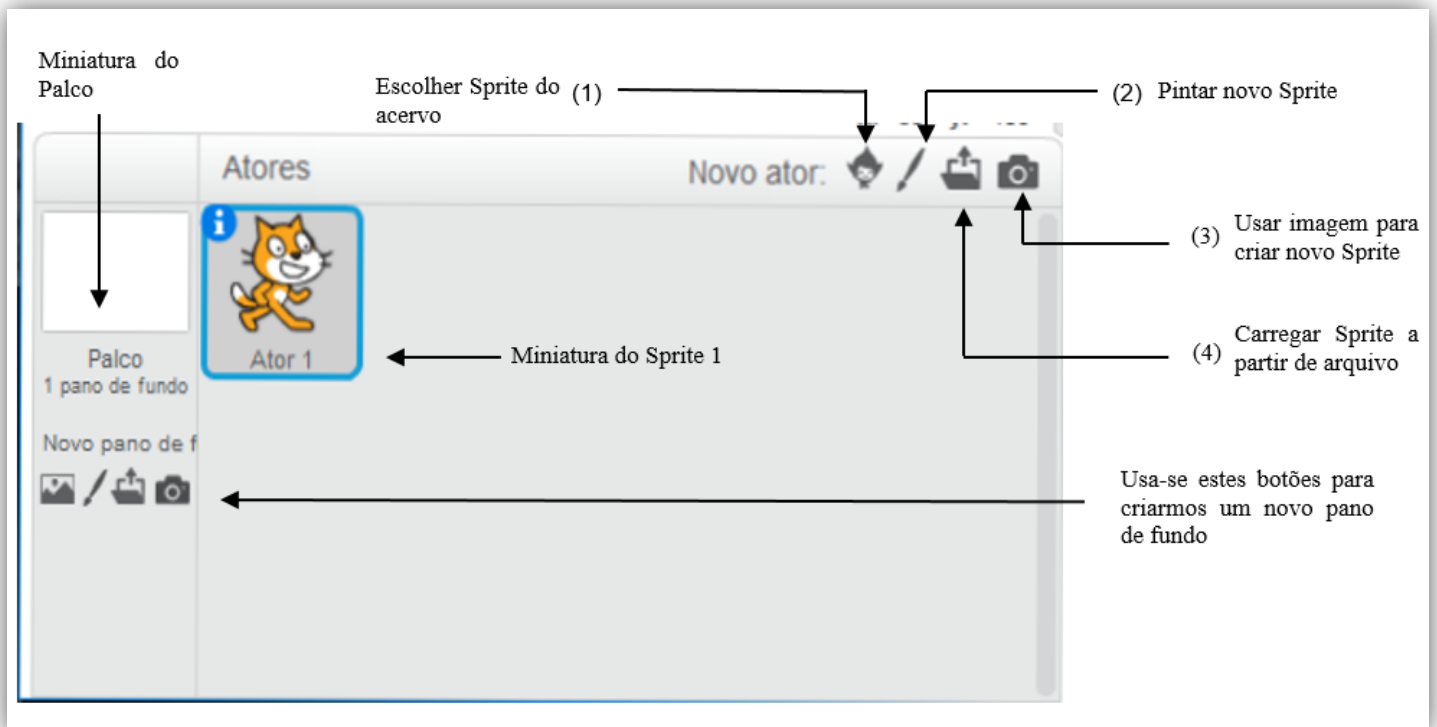 Miniatura do
Palco
Escolher Sprite do (1)
acervo
(2) Pintar novo Sprite
Atores
Novo ator:
(3) Usar imagem para
criar novo Sprite
Miniatura do Sprite 1
(4) Carregar Sprite a
partir de arquivo
Palco
1 pano de fundo
Ator 1
Novo pano de f
Usa-se estes botões para
criarmos um novo pano
de fundo